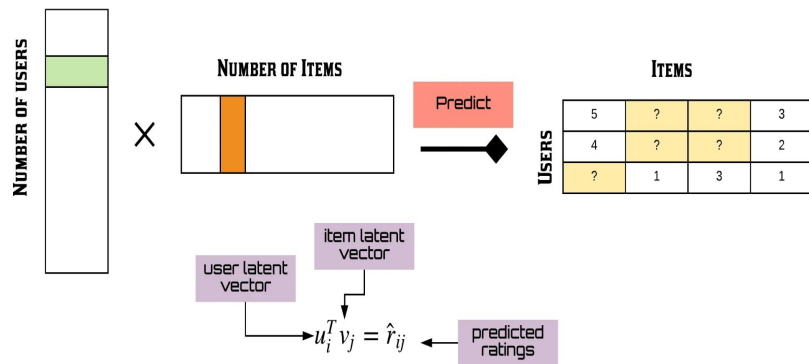 NUMBER OF USERS
×
NUMBER OF ITEMS
Predict
ITEMS
USERS
5 ? ? 3
4 ? ? 2
? 1 3 1
item latent
vector
user latent
vector
u_i^T v_j = r̂_ij
predicted
ratings